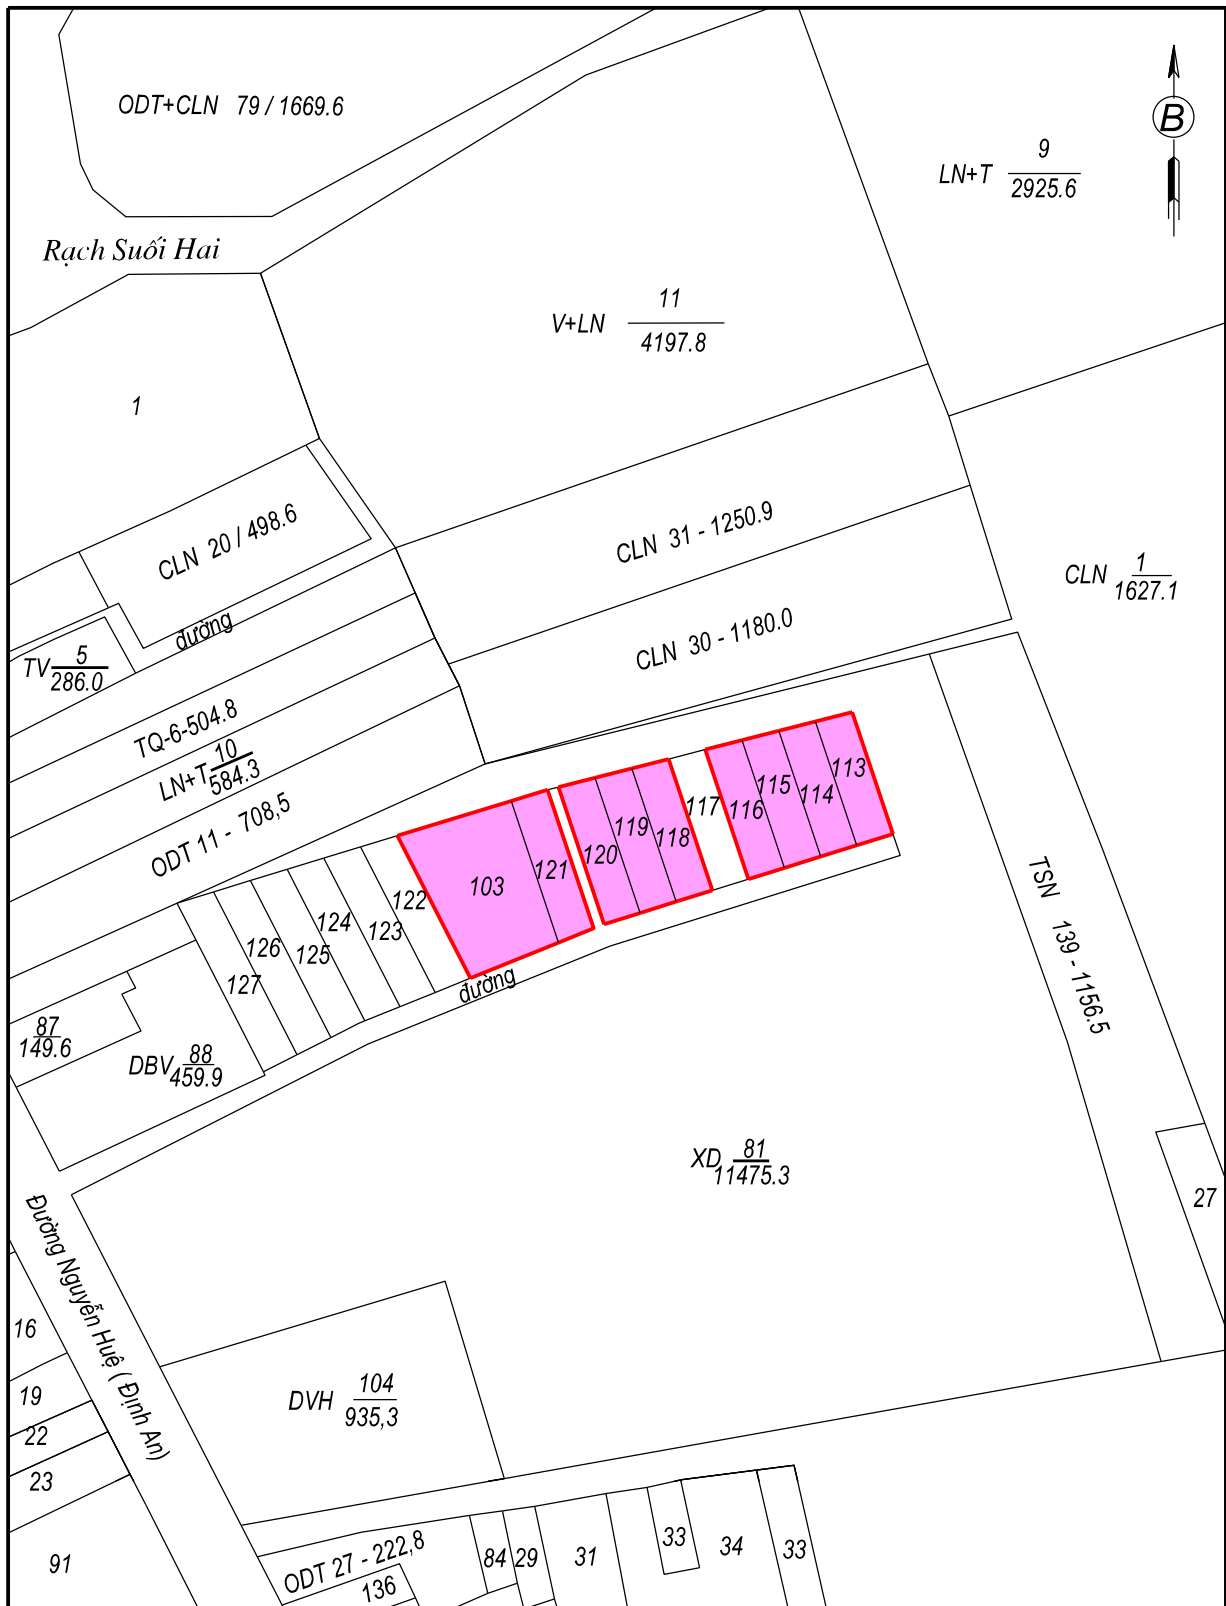 ODT+CLN 79 / 1669.6
B
LN+T 9
2925.6
Rạch Suối Hai
V+LN 11
4197.8
1
CLN 20 / 498.6
CLN 31 - 1250.9
CLN 1
1627.1
đường
CLN 30 - 1180.0
TV 5
286.0
TQ-6-504.8
LN+T 10
584.3
ODT 11 - 708,5
103
121
120
119
118
117
116
115
114
113
122
123
124
125
126
127
đường
TSN 139 - 1156.5
87
149.6
DBV 88
459.9
XD 81
11475.3
27
Đường Nguyễn Huệ ( Định An)
16
19
22
23
91
DVH 104
935,3
ODT 27 - 222,8
136
84
29
31
33
34
33